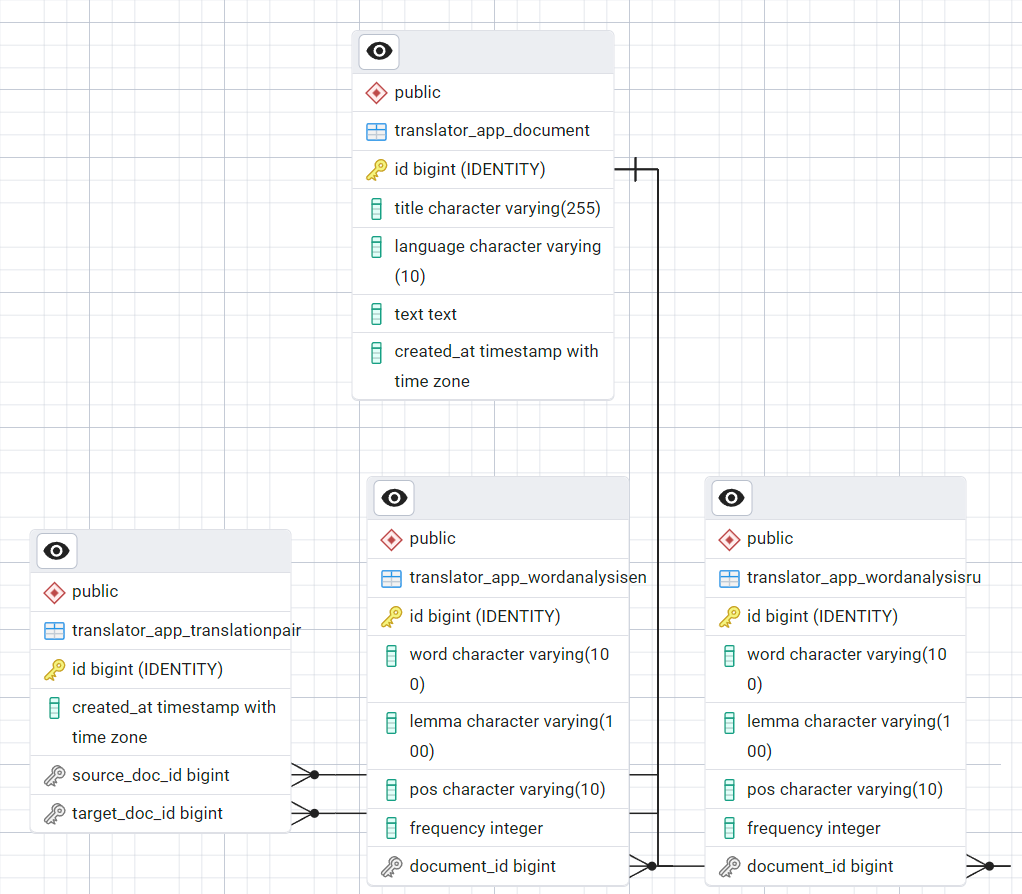 public
translator_app_document
id bigint (IDENTITY)
title character varying(255)
language character varying
(10)
text text
created_at timestamp with
time zone
public
translator_app_translationpair
id bigint (IDENTITY)
created_at timestamp with
time zone
source_doc_id bigint
target_doc_id bigint
public
translator_app_wordanalysisen
id bigint (IDENTITY)
word character varying(10
0)
lemma character varying(1
00)
pos character varying(10)
frequency integer
document_id bigint
public
translator_app_wordanalysisru
id bigint (IDENTITY)
word character varying(10
0)
lemma character varying(1
00)
pos character varying(10)
frequency integer
document_id bigint